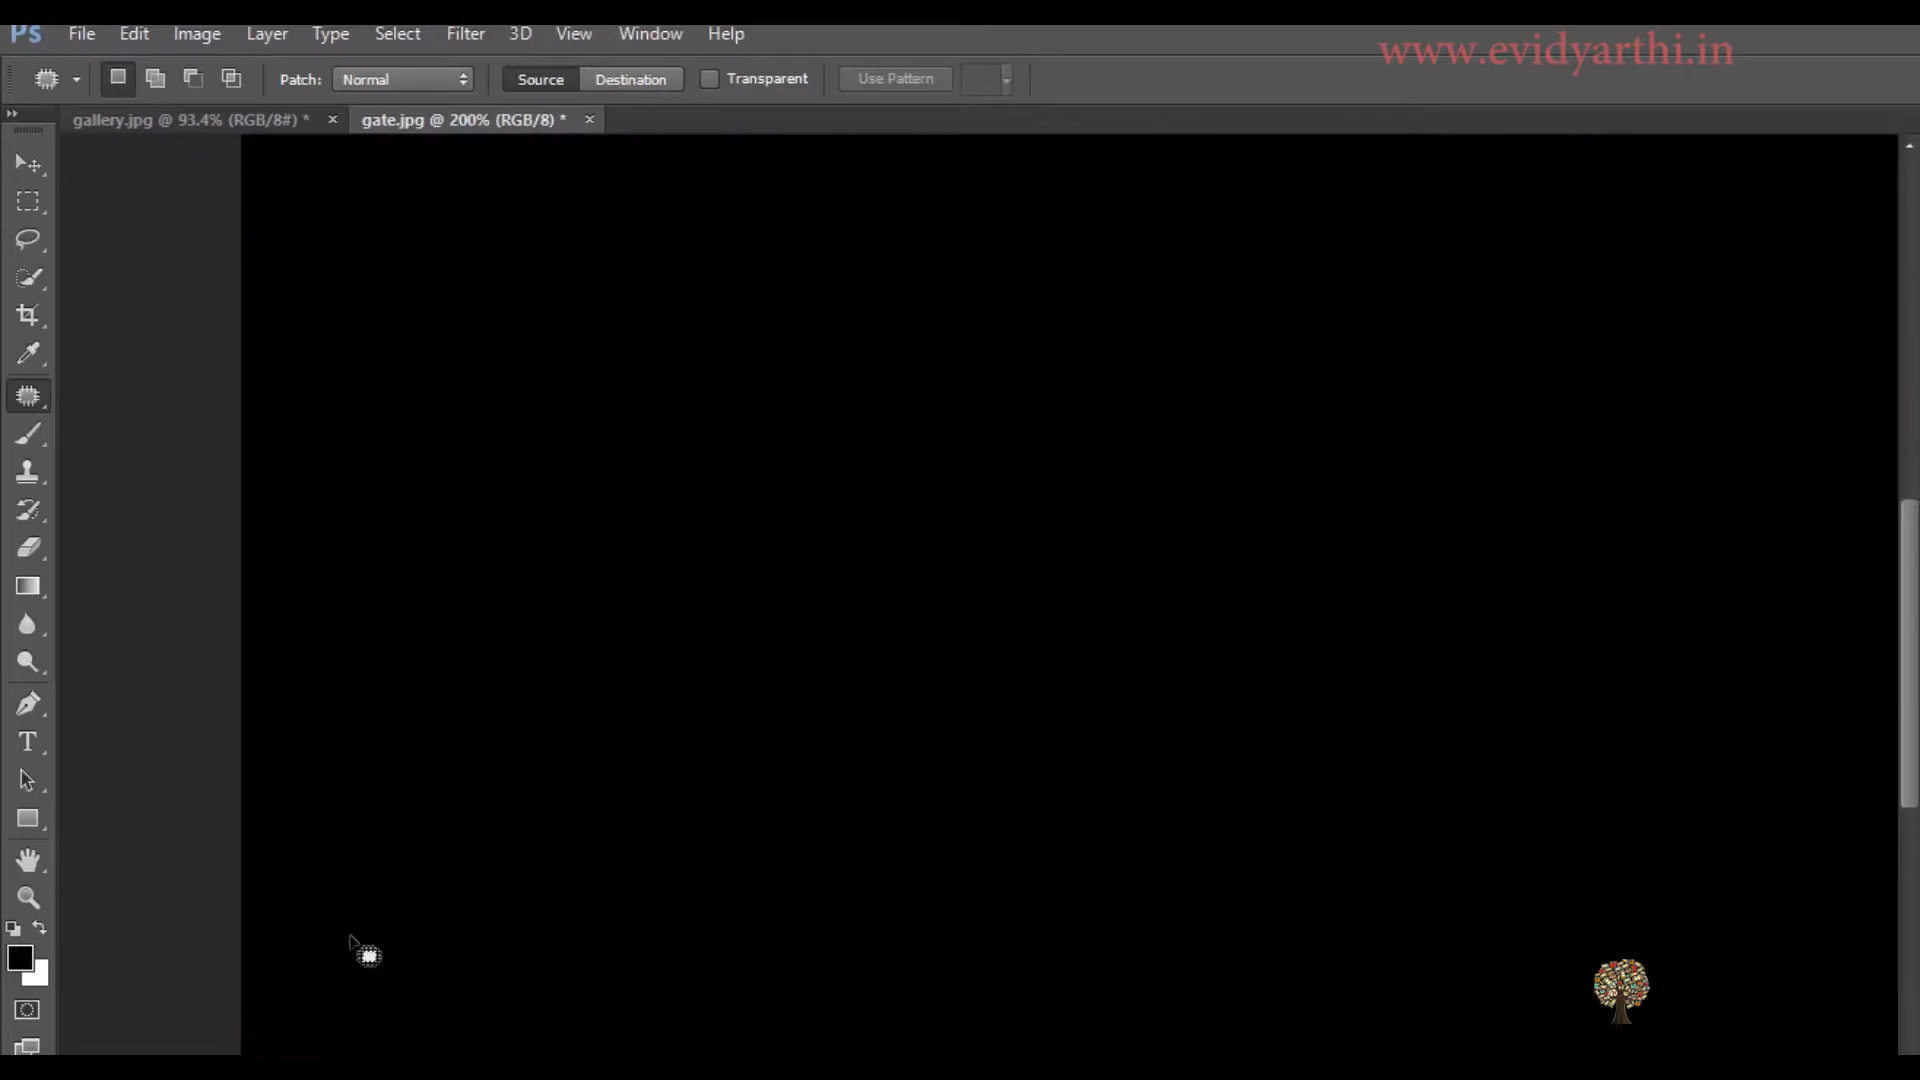 Ps File Edit Image Layer Type Select Filter 3D View Window Help
www.evidyarthi.in
Patch: Normal Source Destination Transparent Use Pattern
gallery.jpg @ 93.4% (RGB/8#) * × gate.jpg @ 200% (RGB/8) * ×
T